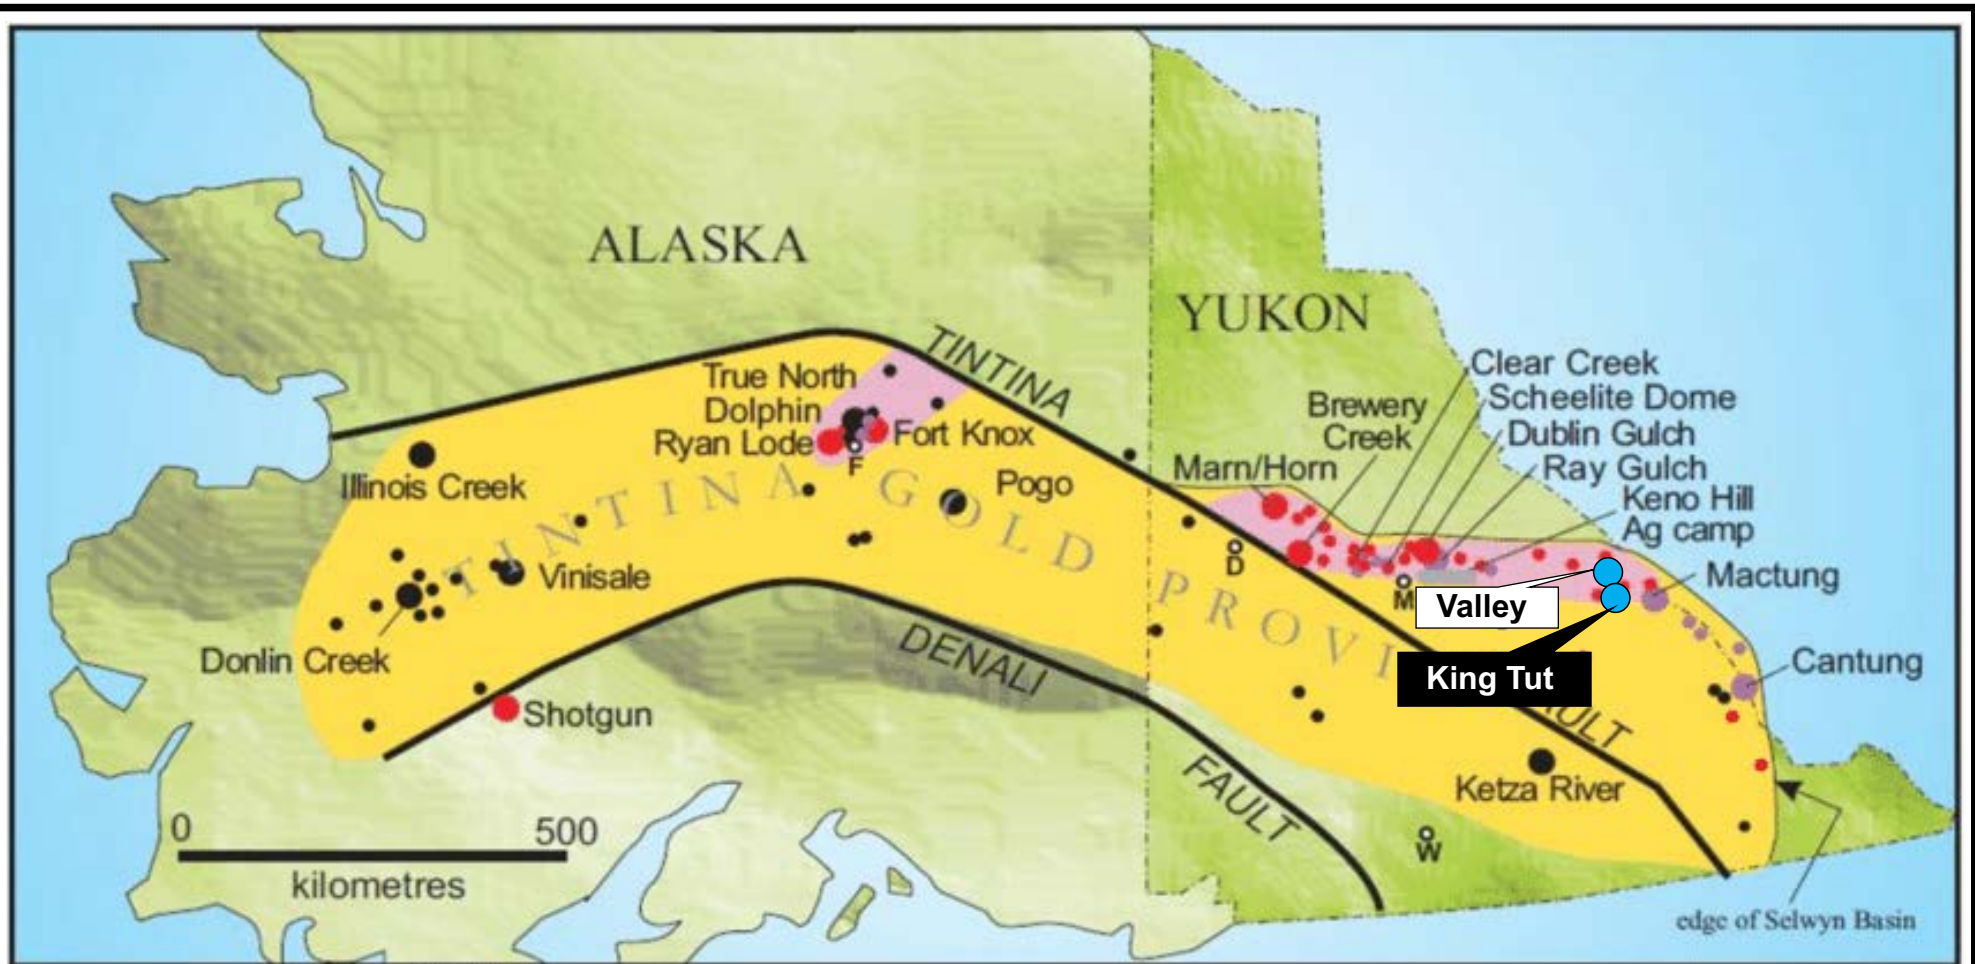 ALASKA
YUKON
TINTINA
Clear Creek
Scheelite Dome
Brewery
Creek
Dublin Gulch
Ray Gulch
Marn/Horn
Keno Hill
Ag camp
True North
Dolphin
Ryan Lode
Fort Knox
F
Illinois Creek
Pogo
TINTINA GOLD PROVI
D
M
Vinisale
Mactung
Valley
King Tut
Donlin Creek
DENALI
Cantung
Shotgun
FAULT
AULT
Ketza River
W
0 500
kilometres
edge of Selwyn Basin